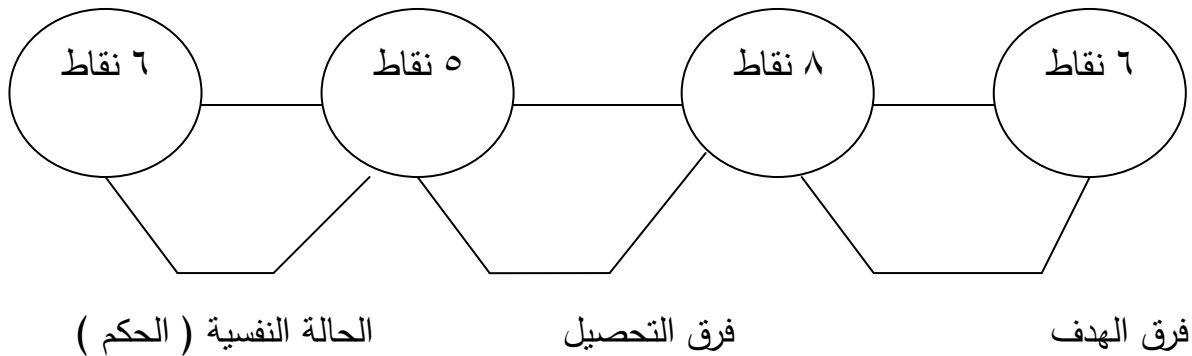 ٦ نقاط ٨ نقاط ٥ نقاط ٦ نقاط
فرق الهدف فرق التحصيل الحالة النفسية ( الحكم )